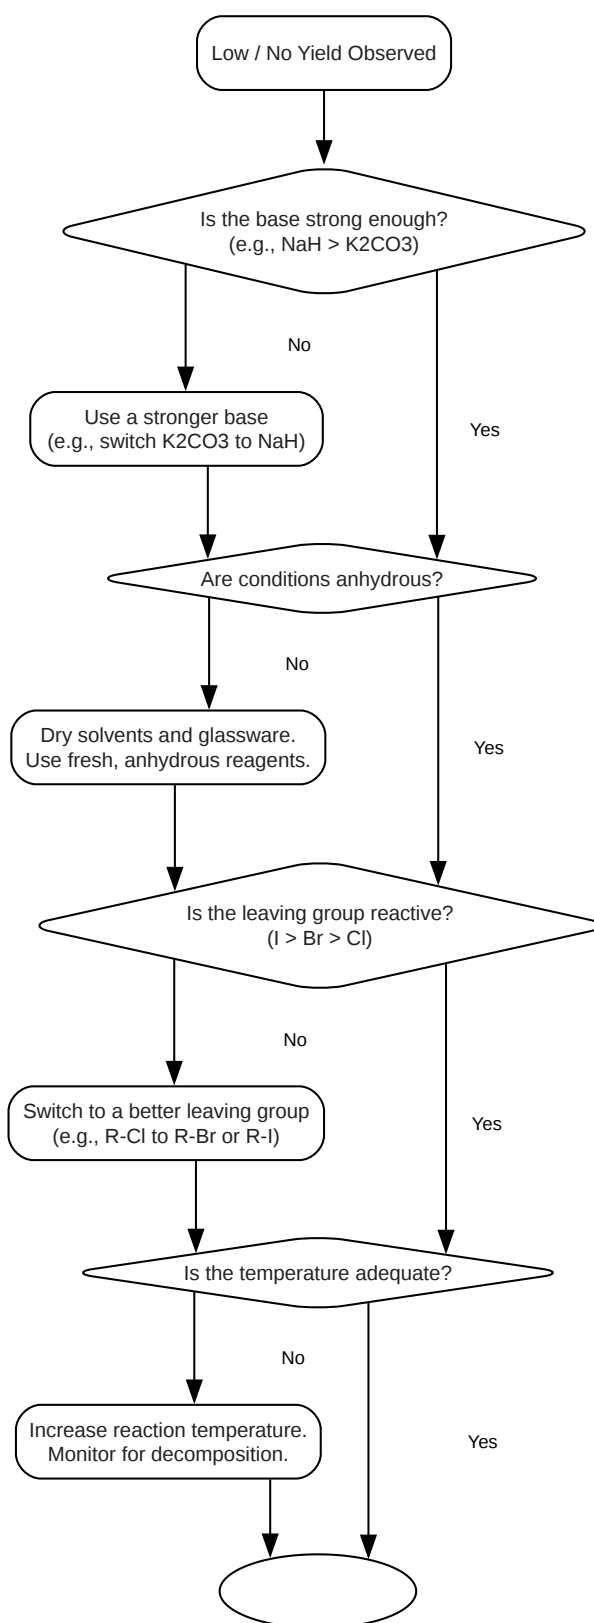 Low / No Yield Observed
Is the base strong enough?
(e.g., NaH > K2CO3)
No
Use a stronger base
(e.g., switch K2CO3 to NaH)
Yes
Are conditions anhydrous?
No
Dry solvents and glassware.
Use fresh, anhydrous reagents.
Yes
Is the leaving group reactive?
(I > Br > Cl)
No
Switch to a better leaving group
(e.g., R-Cl to R-Br or R-I)
Yes
Is the temperature adequate?
No
Increase reaction temperature.
Monitor for decomposition.
Yes